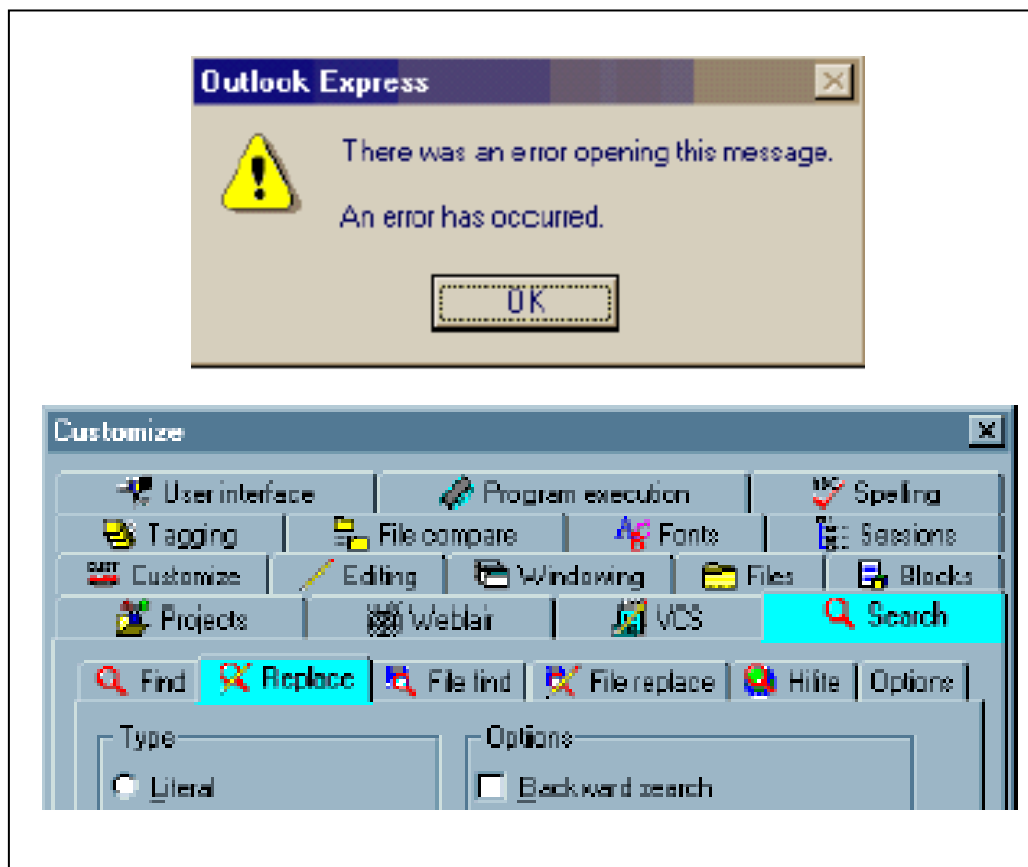 Outlook Express
There was an error opening this message.
An error has occurred.
OK
Customize
User interface Program execution Spelling
Tagging File compare Fonts Sessions
Customize Editing Windowing Files Blocks
Projects Weblair VCS Search
Find Replace File find File replace Hilite Options
Type Options
Literal Backward search